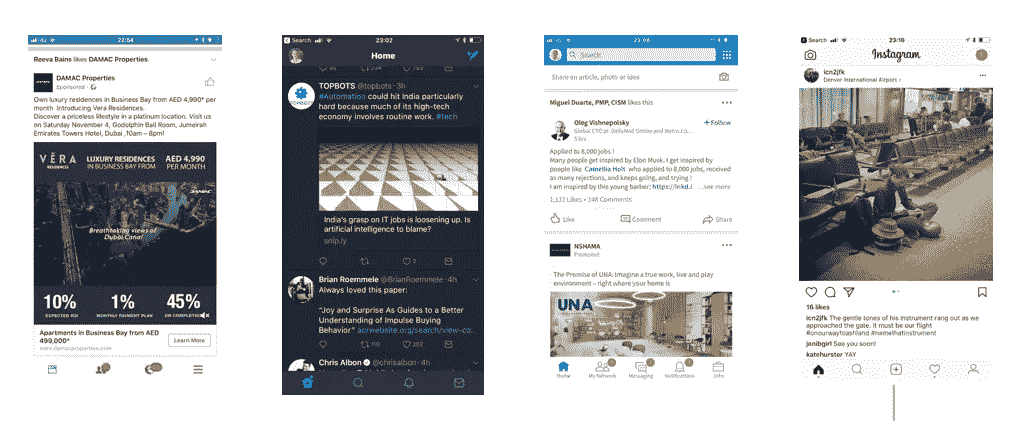 23:54
Reeva Bains likes DAMAC Properties.
DAMAC Properties
Sponsored
Own luxury residences in Business Bay from AED 4,990* per
month Introducing Vera Residences.
Discover a priceless lifestyle in a platinum location. Visit us
on Saturday November 4, Godolphin Ball Room, Jumeirah
Emirates Towers Hotel, Dubai ,10am – 8pm!
VERA
RESIDENCES
LUXURY RESIDENCES
IN BUSINESS BAY FROM
AED 4,990
PER MONTH
DAMAC
Breathtaking views of
Dubai Canal
10%
EXPECTED ROI
1%
MONTHLY PAYMENT PLAN
45%
ON COMPLETION
Apartments in Business Bay from AED
499,000*
www.damacproperties.com
Learn More
Search
23:02
Home
TOPBOTS @topbots · 3h
#Automation could hit India particularly
hard because much of its high-tech
economy involves routine work. #tech
India's grasp on IT jobs is loosening up. Is
artificial intelligence to blame?
snip.ly
2
Brian Roemmele @BrianRoemmele · 4h
Always loved this paper:
"Joy and Surprise As Guides to a Better
Understanding of Impulse Buying
Behavior" acrwebsite.org/search/view-co...
110
202
Chris Albon @chrisalbon · 4h
23:06
Search
Share an article, photo or idea
Miguel Duarte, PMP, CISM likes this
Oleg Vishnepolsky
Global CTO at DailyMail Online and Metro.Co...
+ Follow
Applied to 8,000 jobs !
Many people get inspired by Elon Musk. I get inspired by
people like Camellia Holt who applied to 8,000 jobs, received
as many rejections, and keeps going, and trying !
I am inspired by this young barber: https://lnkd.i ...see more
1,132 Likes • 148 Comments
Like
Comment
Share
NSHAMA
Promoted
The Promise of UNA: Imagine a true work, live and play
environment – right where your home is
UNA
Home
My Network
Messaging
Notifications
Jobs
Search
23:10
Instagram
icn2jfk
Denver International Airport
16 likes
icn2jfk The gentle tones of his instrument rang out as we
approached the gate. It must be our flight
#onourwaytoashland #namethatinstrument
jenibgirl See you soon!
katehurster YAY